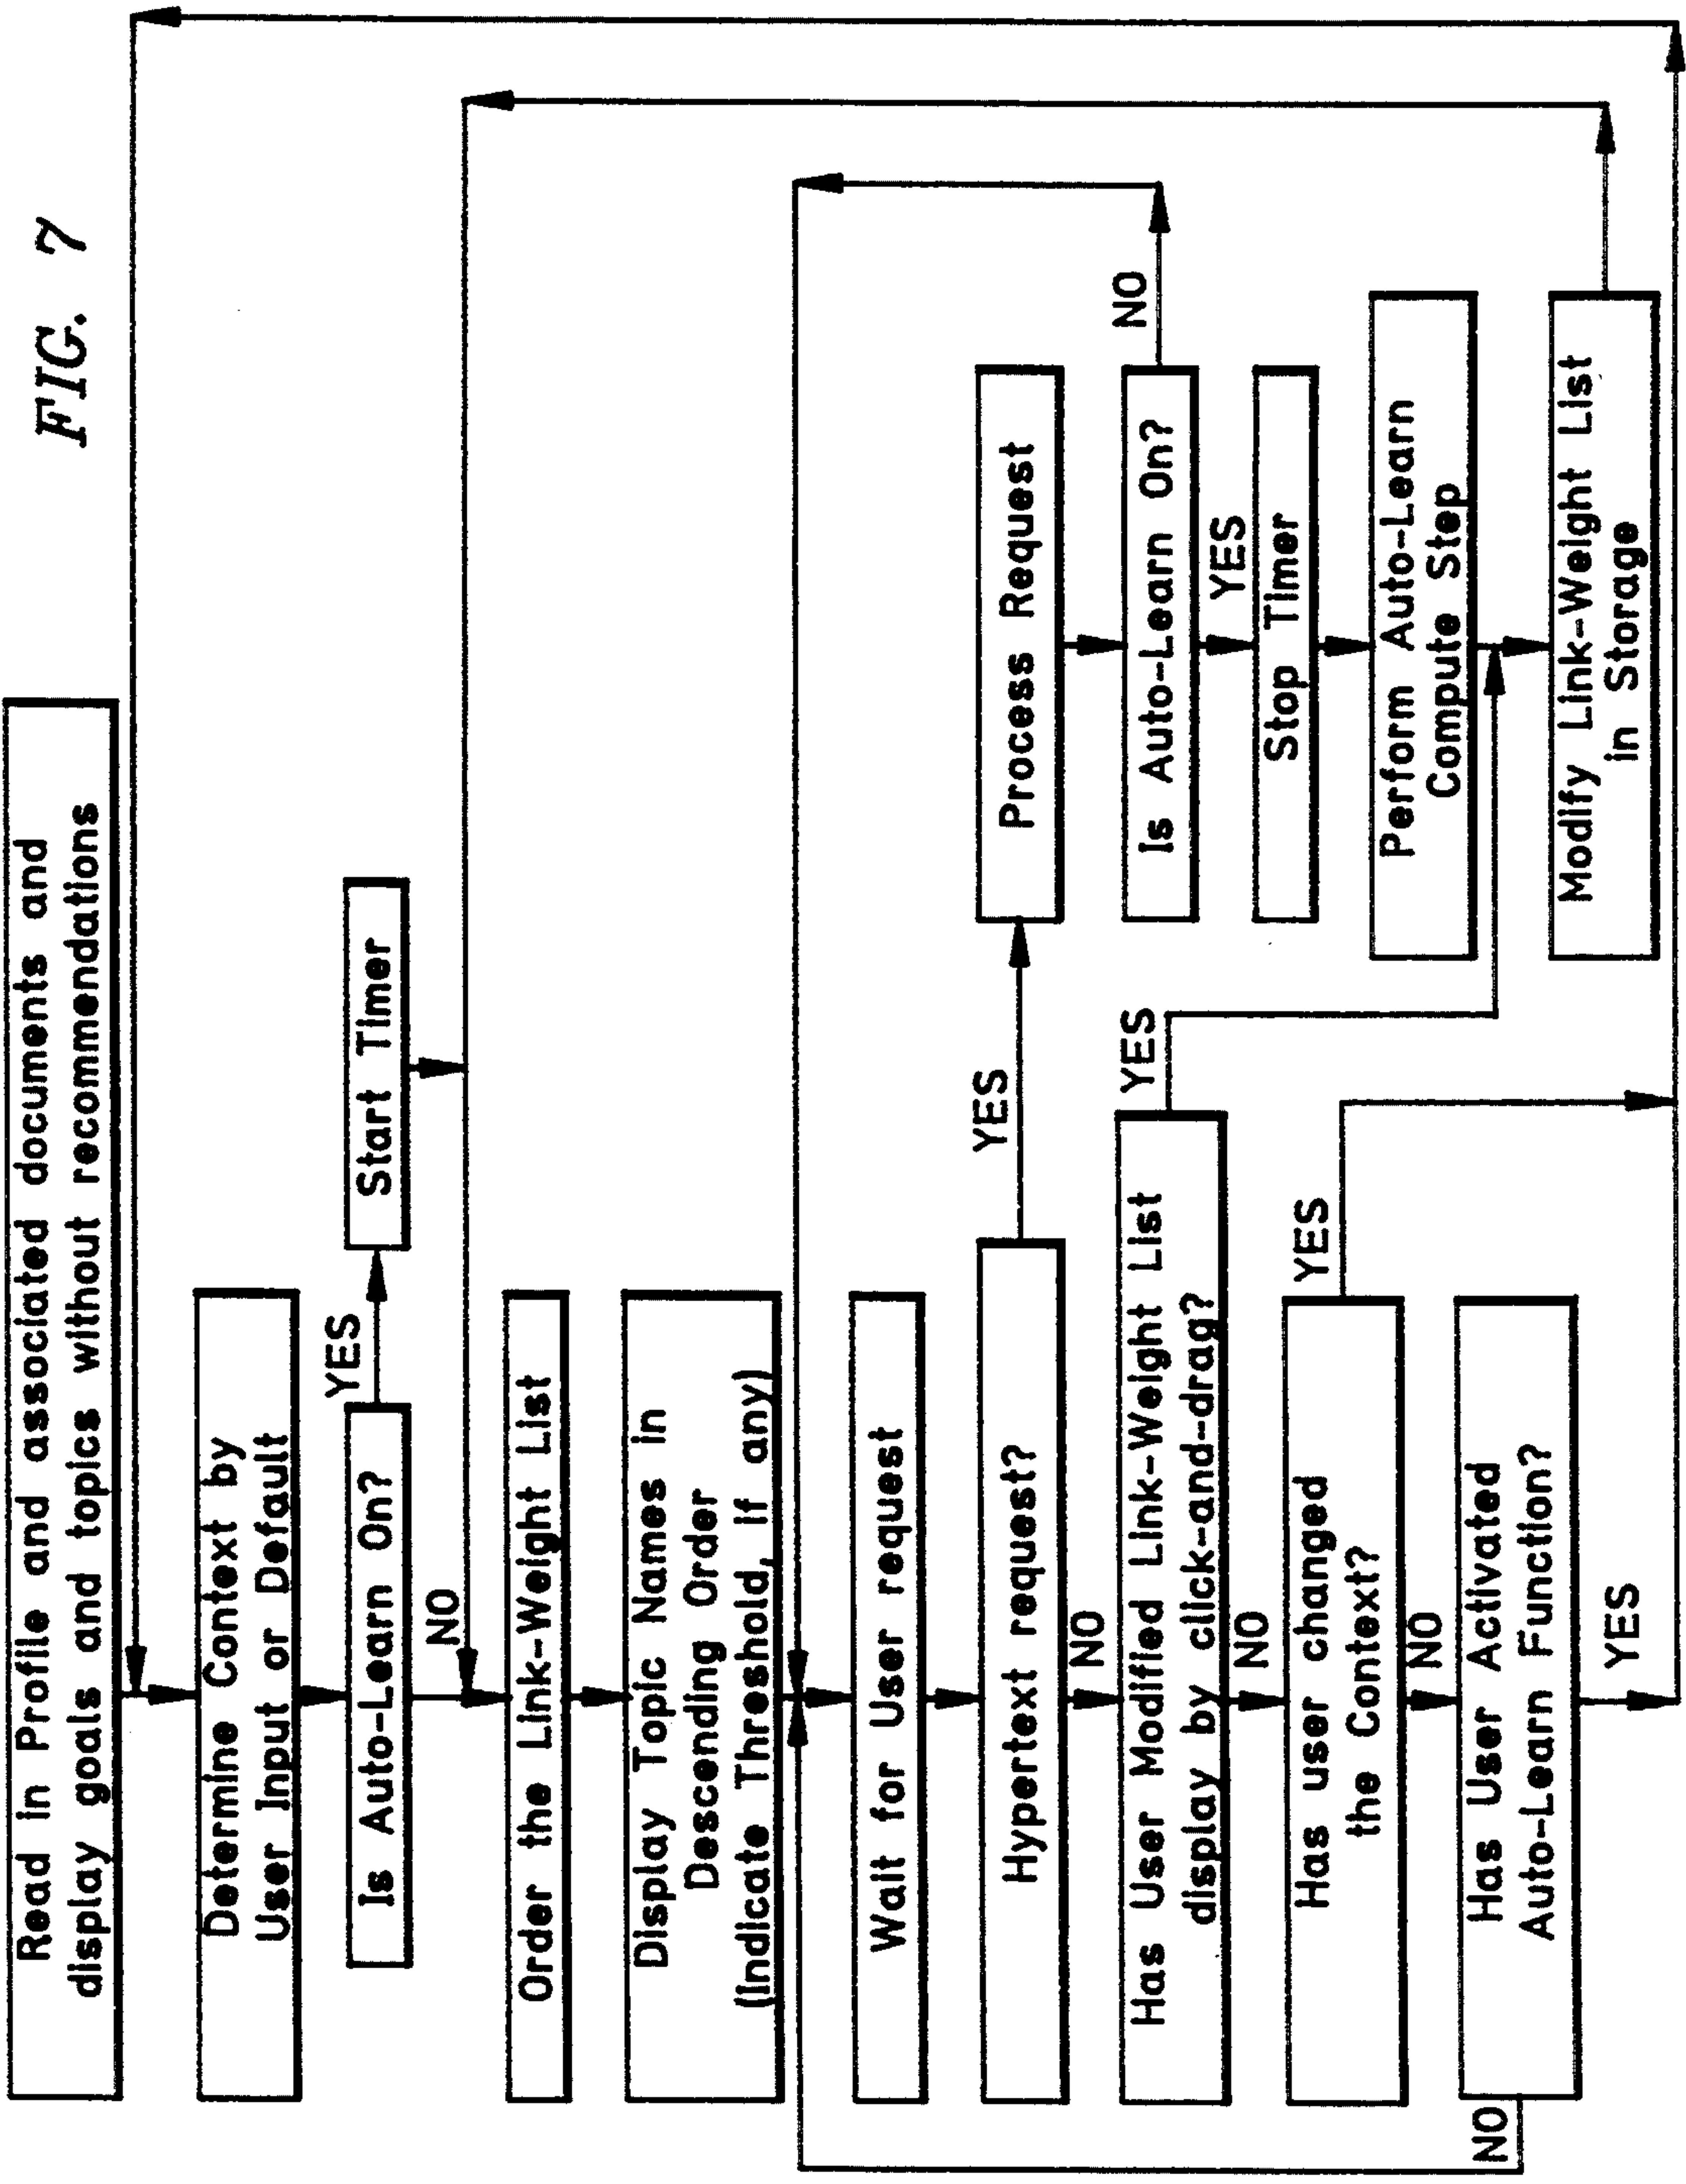 FIG. 7
Read in Profile and associated documents and
display goals and topics without recommendations
Determine Context by
User Input or Default
Is Auto-Learn On?
YES
Start Timer
NO
Order the Link-Weight List
Display Topic Names in
Descending Order
(Indicate Threshold, if any)
Wait for User request
Hypertext request?
YES
Process Request
NO
Is Auto-Learn On?
NO
YES
Stop Timer
Perform Auto-Learn
Compute Step
Modify Link-Weight List
in Storage
Has User Modified Link-Weight List
display by click-and-drag?
YES
NO
Has user changed
the Context?
YES
NO
Has User Activated
Auto-Learn Function?
NO
YES